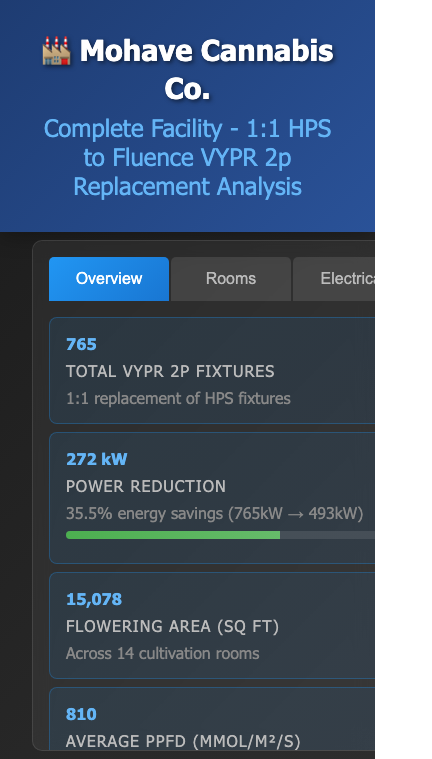 Mohave Cannabis
Co.
Complete Facility - 1:1 HPS
to Fluence VYPR 2p
Replacement Analysis
Overview Rooms
765
TOTAL VYPR 2P FIXTURES
1:1 replacement of HPS fixtures
272 kW
POWER REDUCTION
35.5% energy savings (765kW → 493kW)
15,078
FLOWERING AREA (SQ FT)
Across 14 cultivation rooms
810
AVERAGE PPFD (MMOL/M²/S)